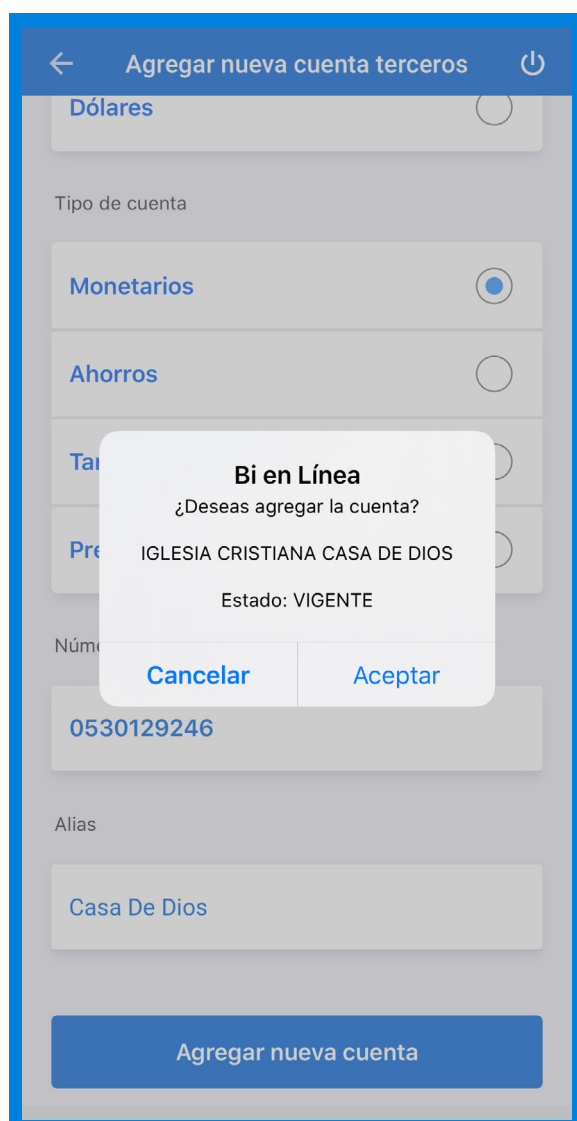 Agregar nueva cuenta terceros
Dólares
Tipo de cuenta
Monetarios
Ahorros
Bi en Línea
¿Deseas agregar la cuenta?
IGLESIA CRISTIANA CASA DE DIOS
Estado: VIGENTE
Cancelar
Aceptar
0530129246
Alias
Casa De Dios
Agregar nueva cuenta